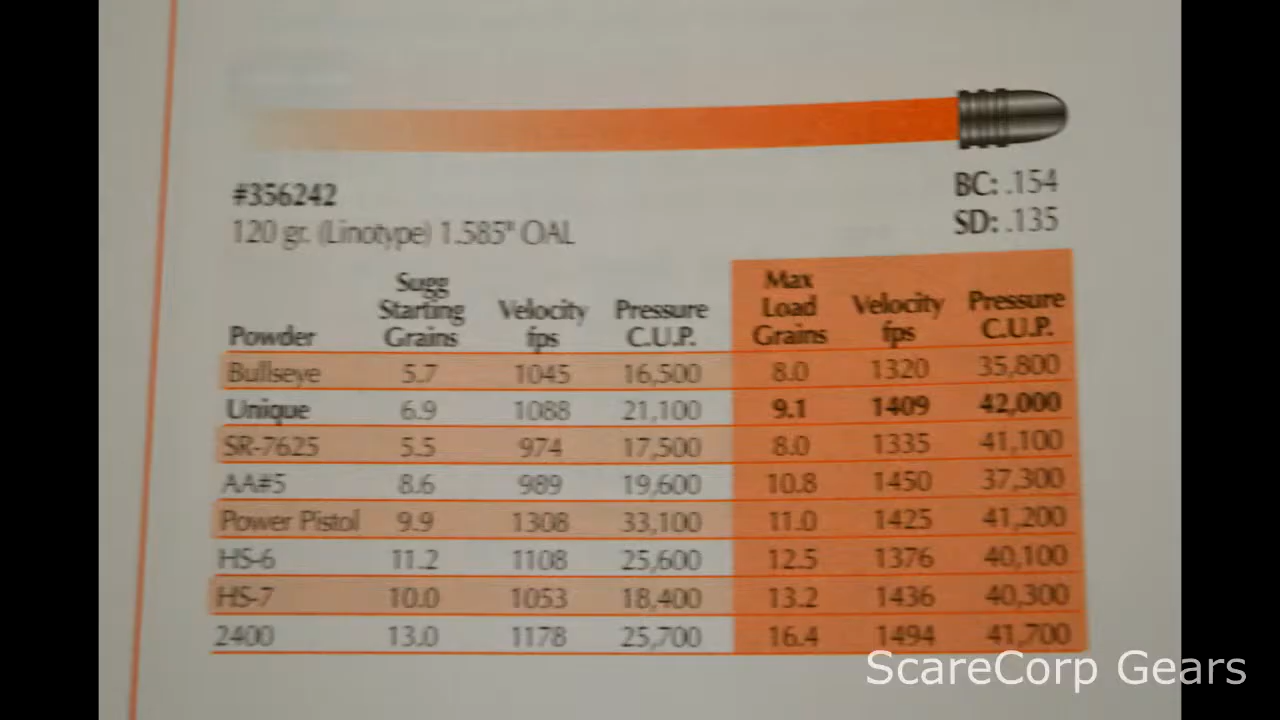 #356242
120 gr. (Linotype) 1.585" OAL
BC: .154
SD: .135
Powder Sugg Starting Grains Velocity fps Pressure C.U.P. Max Load Grains Velocity fps Pressure C.U.P.
Bullseye 5.7 1045 16,500 8.0 1320 35,800
Unique 6.9 1088 21,100 9.1 1409 42,000
SR-7625 5.5 974 17,500 8.0 1335 41,100
AA#5 8.6 989 19,600 10.8 1450 37,300
Power Pistol 9.9 1308 33,100 11.0 1425 41,200
HS-6 11.2 1108 25,600 12.5 1376 40,100
HS-7 10.0 1053 18,400 13.2 1436 40,300
2400 13.0 1178 25,700 16.4 1494 41,700
ScareCorp Gears